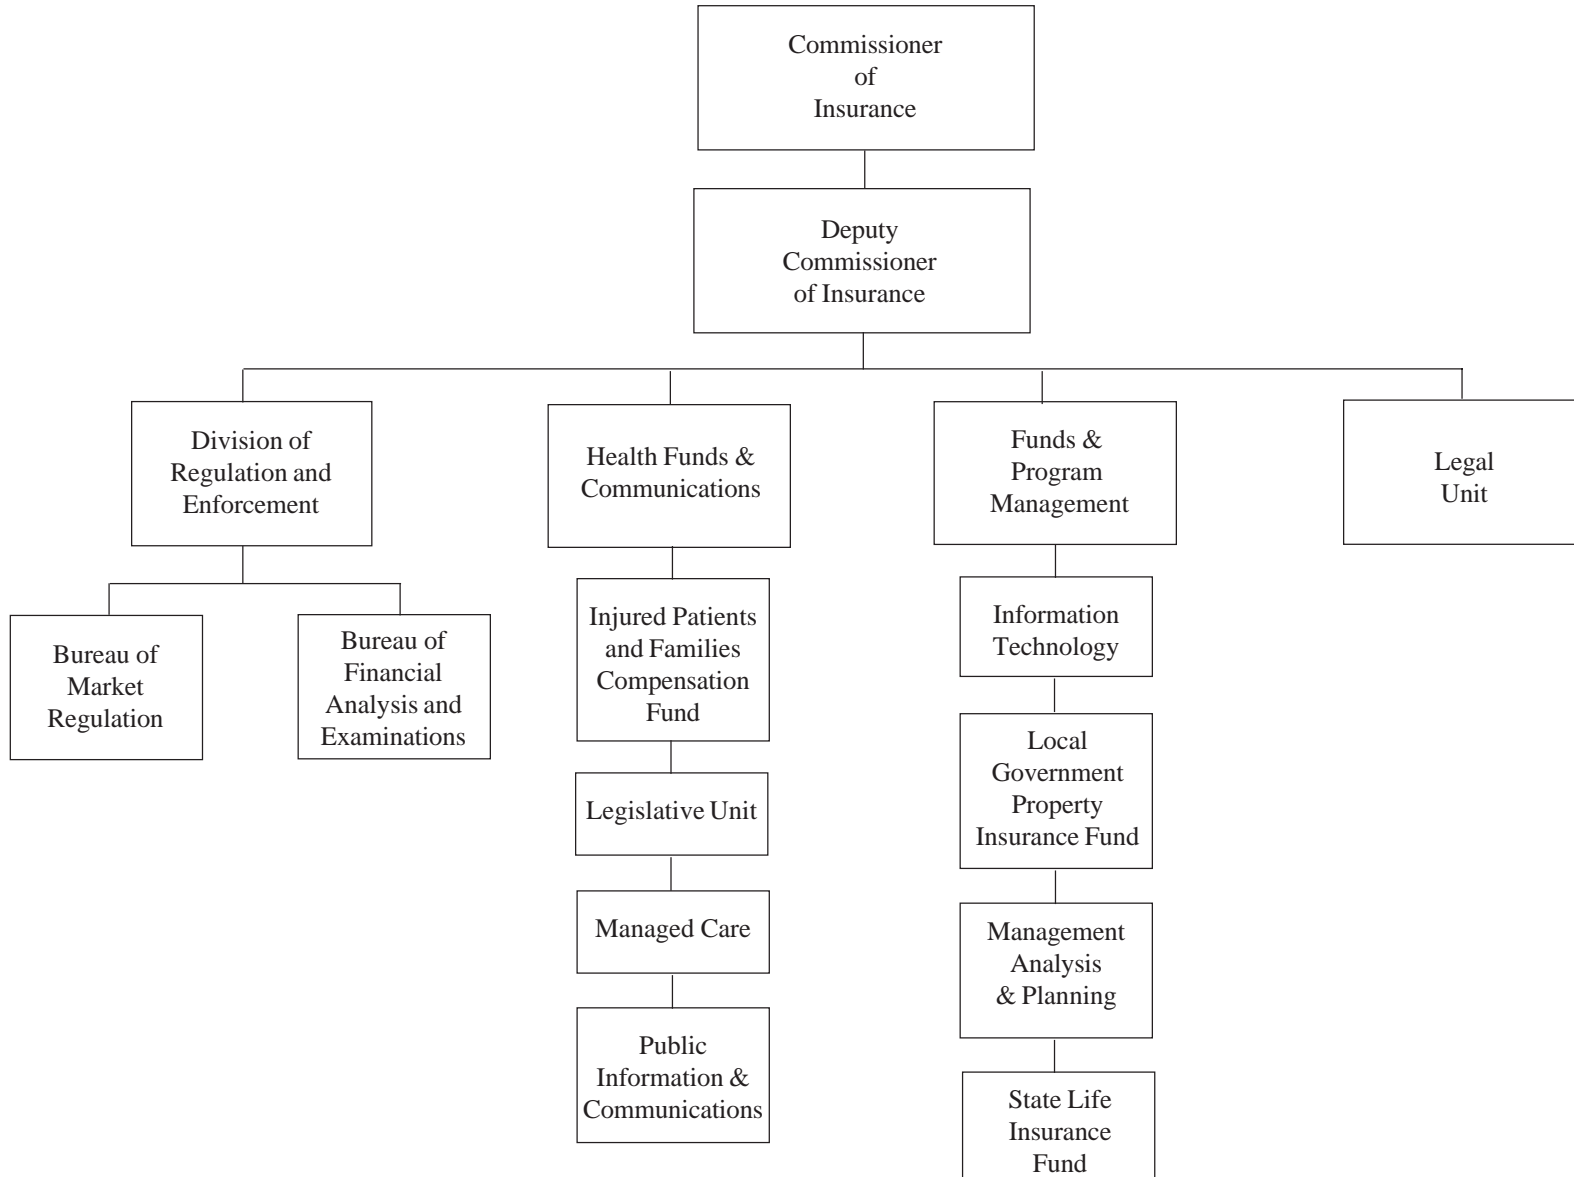 Commissioner
of
Insurance
Deputy
Commissioner
of Insurance
Division of
Regulation and
Enforcement
Health Funds &
Communications
Funds &
Program
Management
Legal
Unit
Bureau of
Market
Regulation
Bureau of
Financial
Analysis and
Examinations
Injured Patients
and Families
Compensation
Fund
Legislative Unit
Managed Care
Public
Information &
Communications
Information
Technology
Local
Government
Property
Insurance Fund
Management
Analysis
& Planning
State Life
Insurance
Fund